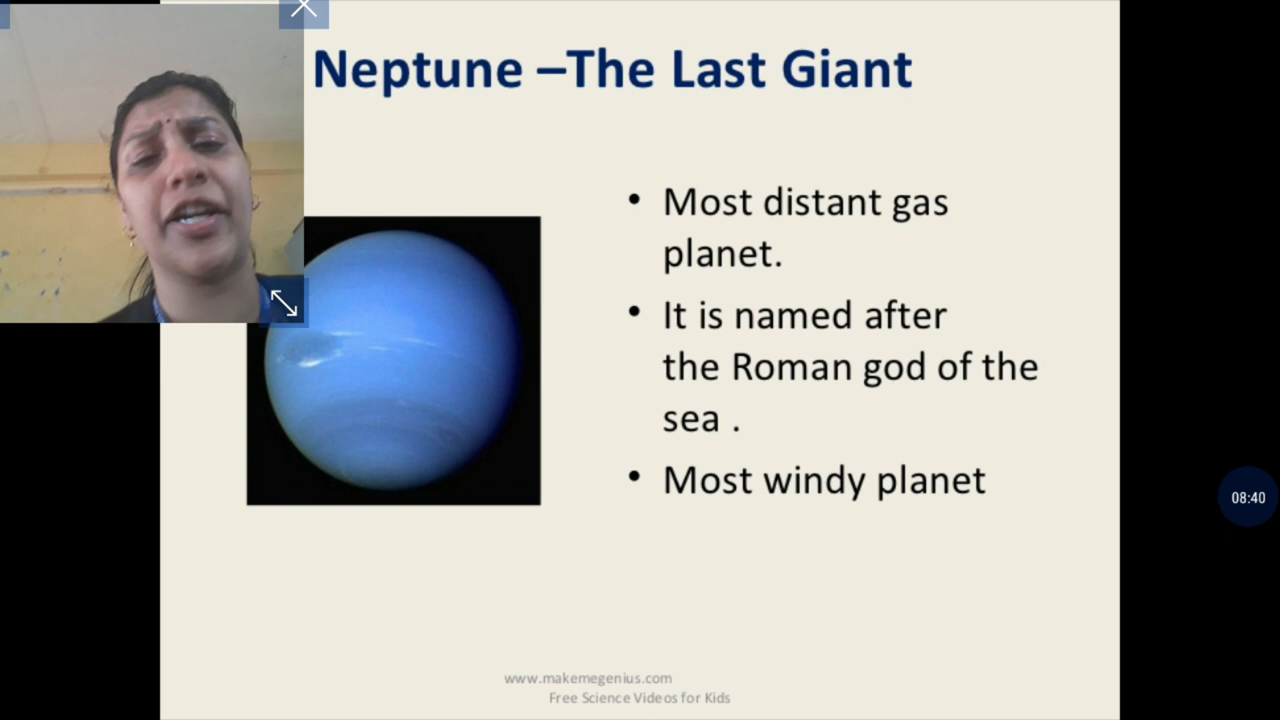 Neptune –The Last Giant
• Most distant gas
planet.
• It is named after
the Roman god of the
sea .
• Most windy planet
08:40
www.makemegenius.com
Free Science Videos for Kids